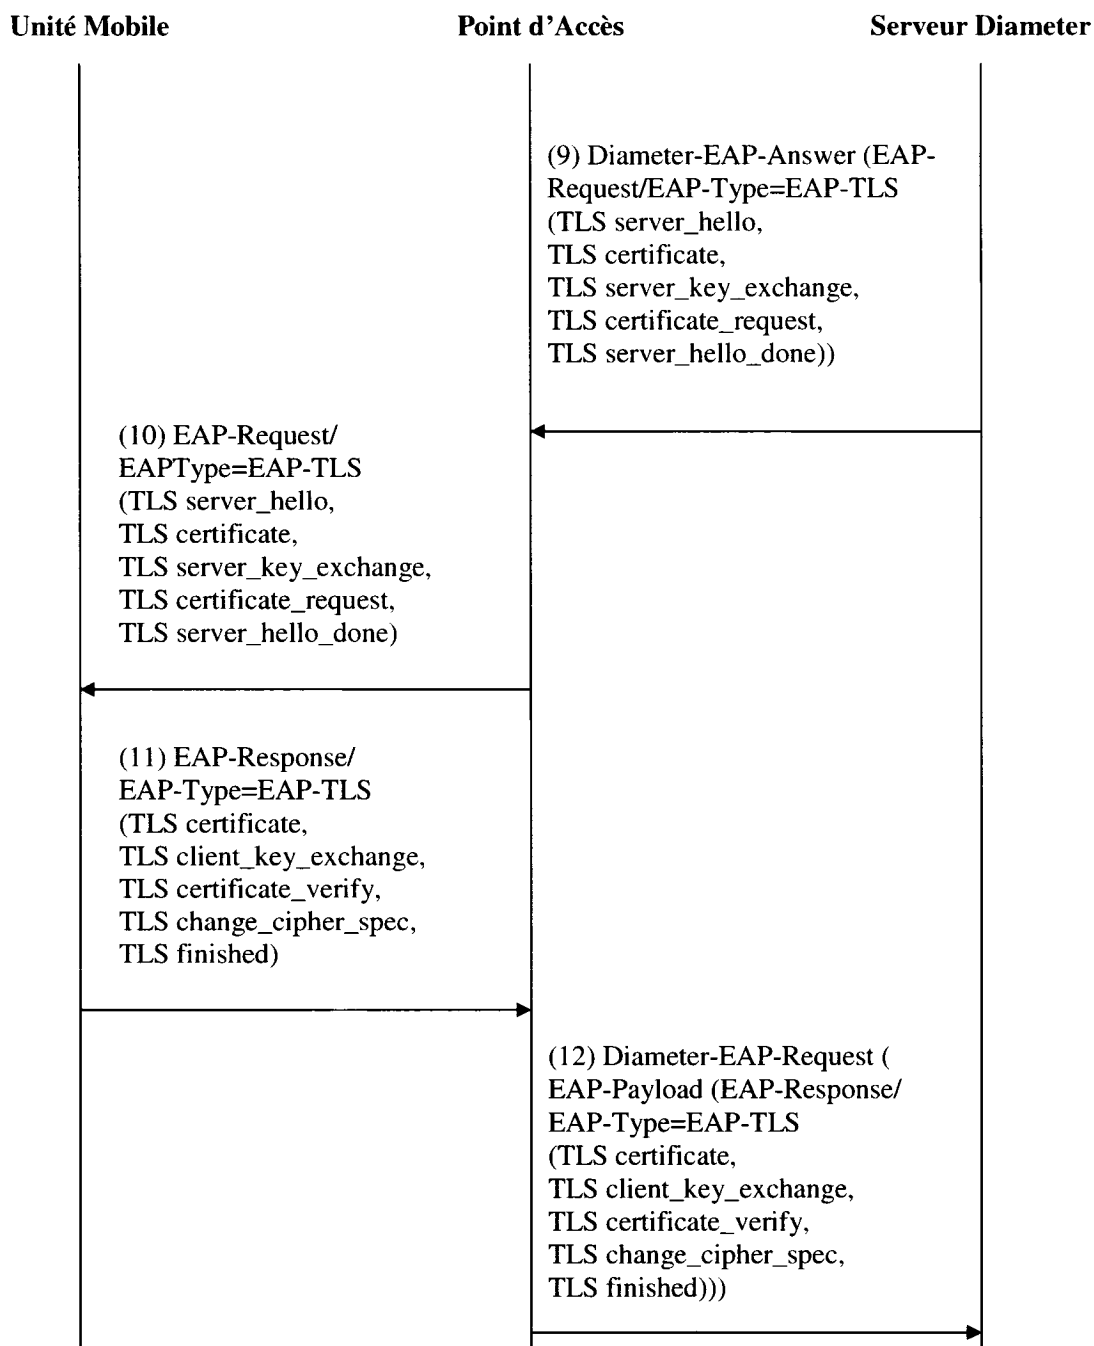 Unité Mobile
Point d'Accès
Serveur Diameter
(9) Diameter-EAP-Answer (EAP-
Request/EAP-Type=EAP-TLS
(TLS server_hello,
TLS certificate,
TLS server_key_exchange,
TLS certificate_request,
TLS server_hello_done))
(10) EAP-Request/
EAPType=EAP-TLS
(TLS server_hello,
TLS certificate,
TLS server_key_exchange,
TLS certificate_request,
TLS server_hello_done)
(11) EAP-Response/
EAP-Type=EAP-TLS
(TLS certificate,
TLS client_key_exchange,
TLS certificate_verify,
TLS change_cipher_spec,
TLS finished)
(12) Diameter-EAP-Request (
EAP-Payload (EAP-Response/
EAP-Type=EAP-TLS
(TLS certificate,
TLS client_key_exchange,
TLS certificate_verify,
TLS change_cipher_spec,
TLS finished)))